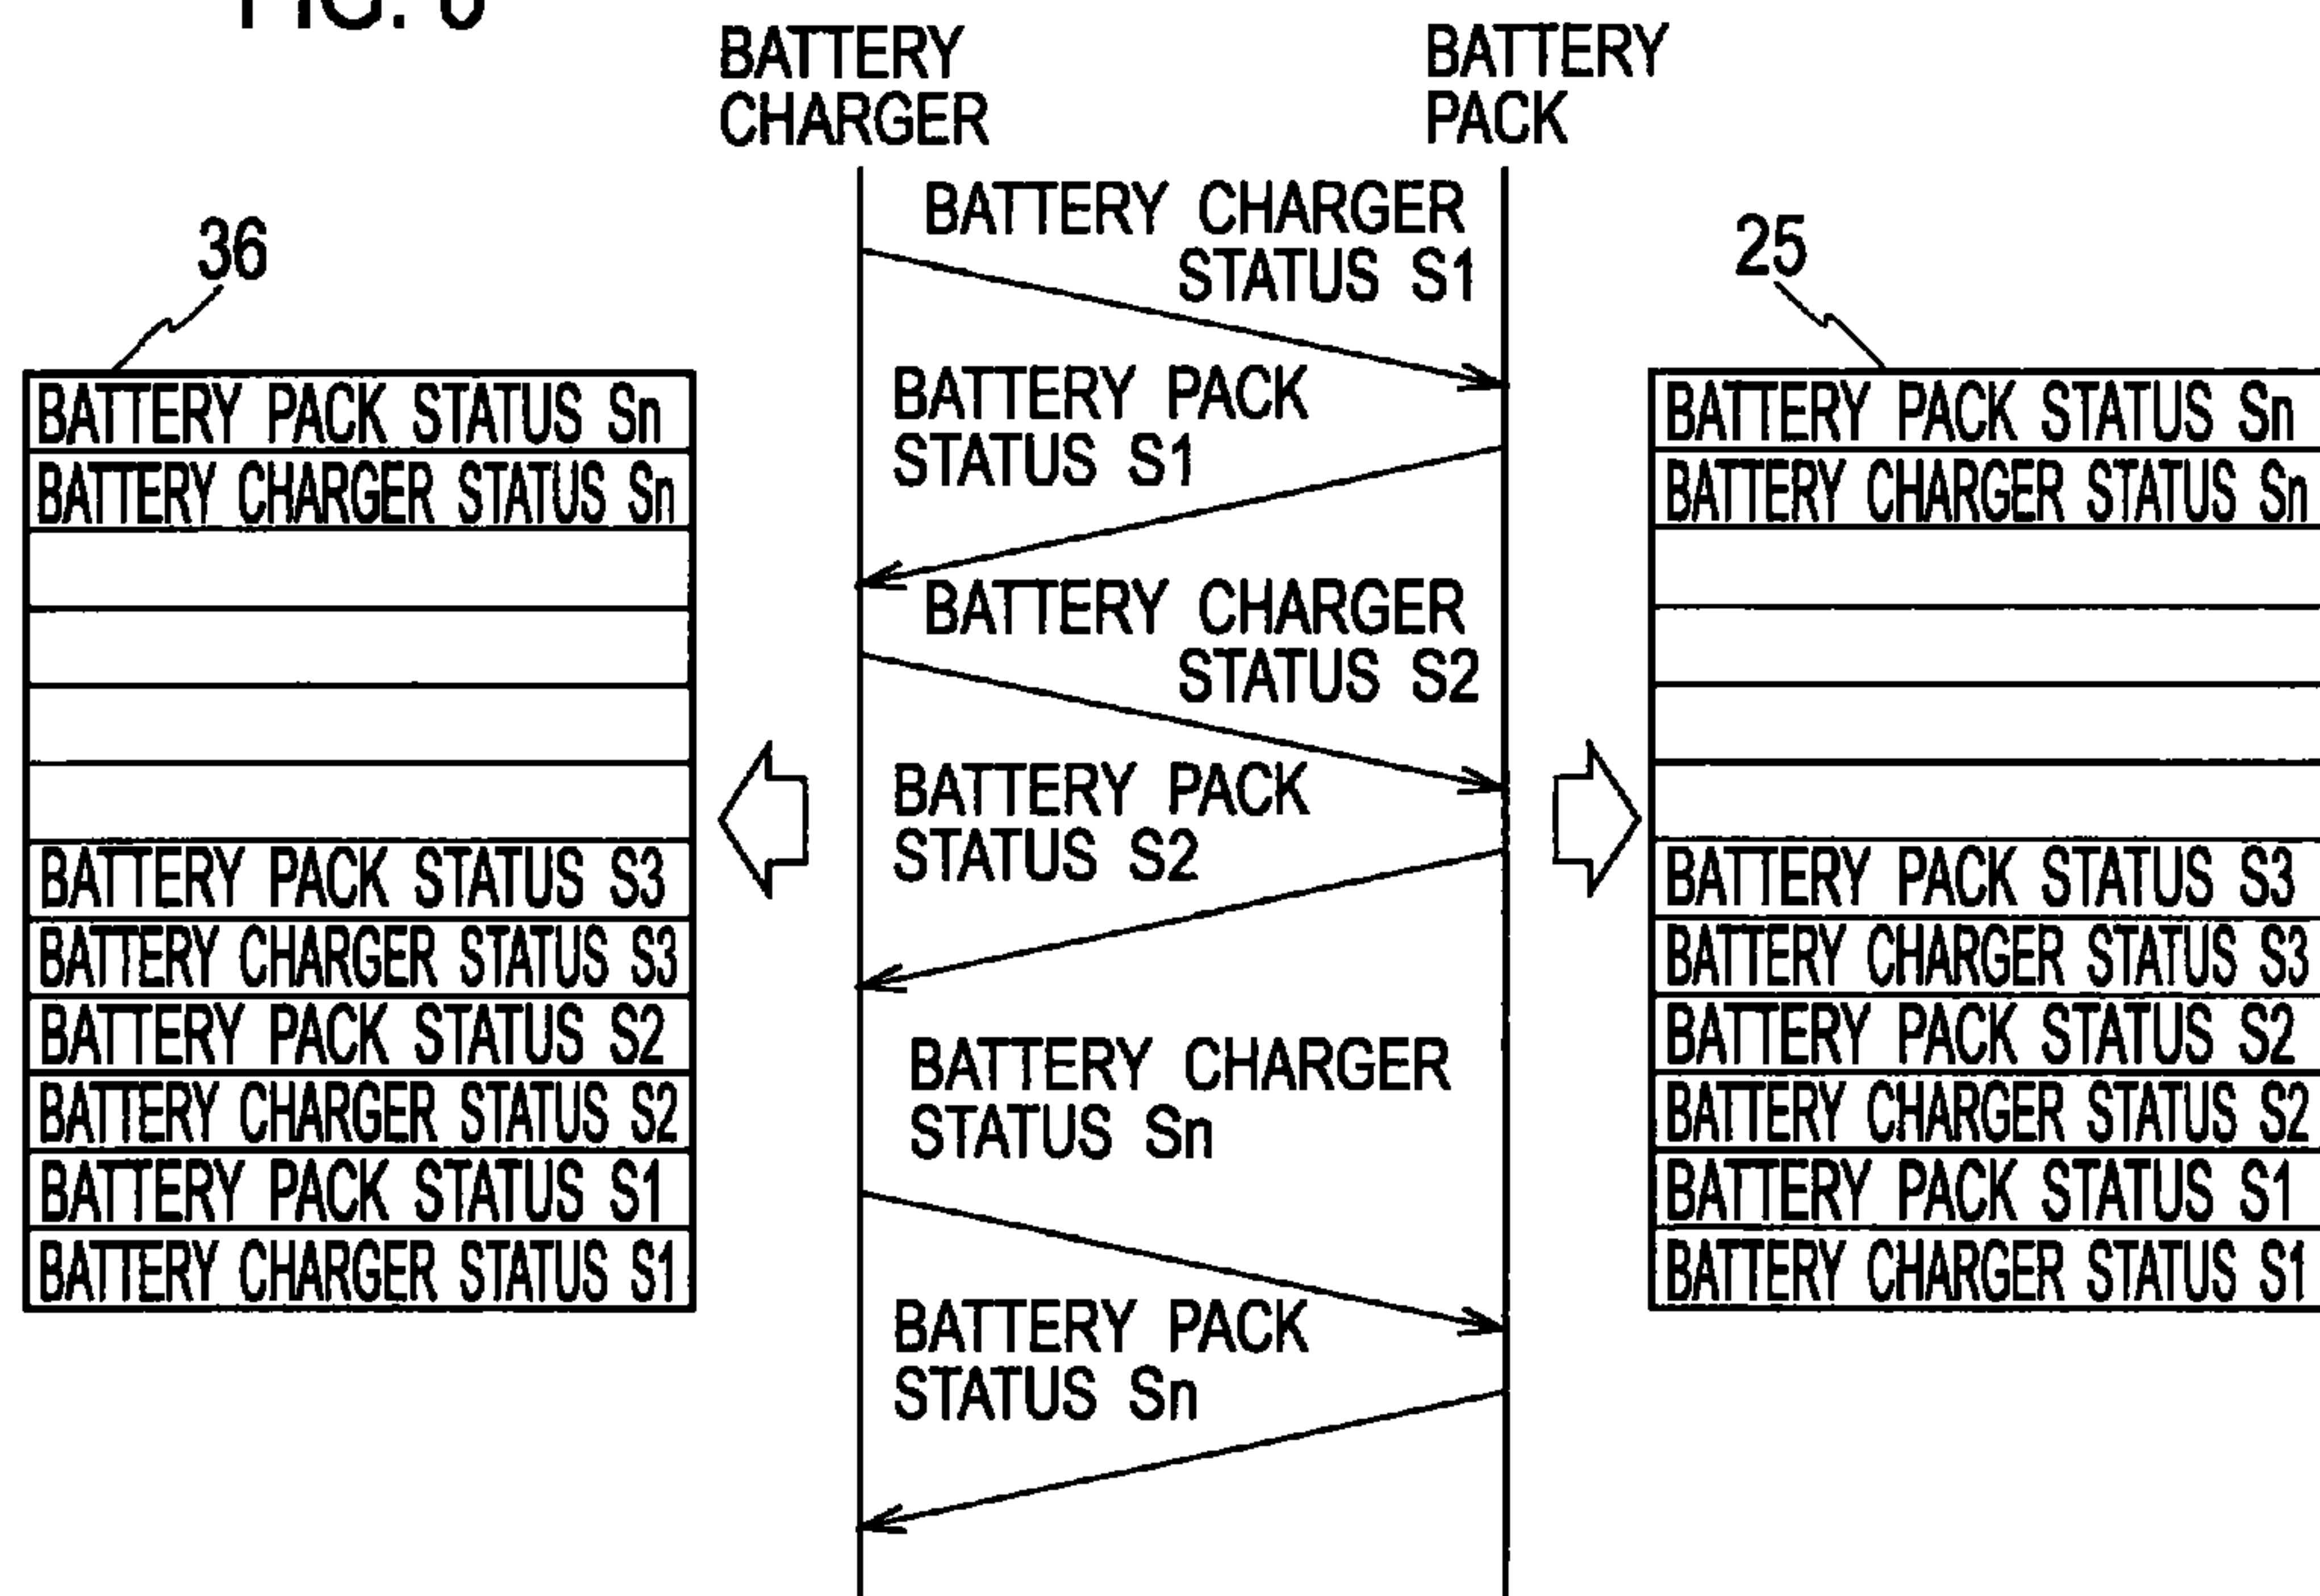 BATTERY
CHARGER
BATTERY
PACK
36
BATTERY PACK STATUS Sn
BATTERY CHARGER STATUS Sn
BATTERY PACK STATUS S3
BATTERY CHARGER STATUS S3
BATTERY PACK STATUS S2
BATTERY CHARGER STATUS S2
BATTERY PACK STATUS S1
BATTERY CHARGER STATUS S1
BATTERY CHARGER
STATUS S1
BATTERY PACK
STATUS S1
BATTERY CHARGER
STATUS S2
BATTERY PACK
STATUS S2
BATTERY CHARGER
STATUS Sn
BATTERY PACK
STATUS Sn
25
BATTERY PACK STATUS Sn
BATTERY CHARGER STATUS Sn
BATTERY PACK STATUS S3
BATTERY CHARGER STATUS S3
BATTERY PACK STATUS S2
BATTERY CHARGER STATUS S2
BATTERY PACK STATUS S1
BATTERY CHARGER STATUS S1